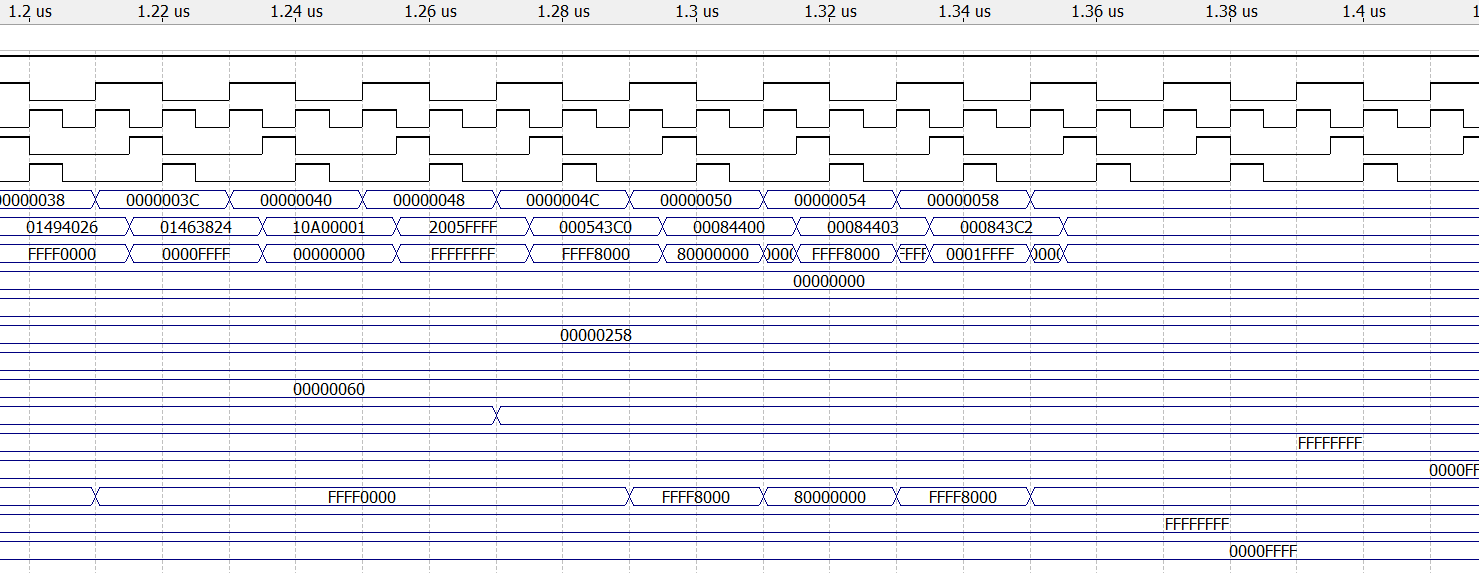 1.2 us 1.22 us 1.24 us 1.26 us 1.28 us 1.3 us 1.32 us 1.34 us 1.36 us 1.38 us 1.4 us 1
00000038 0000003C 00000040 00000048 0000004C 00000050 00000054 00000058
01494026 01463824 10A00001 2005FFFF 000543C0 00084400 00084403 000843C2
FFFF0000 0000FFFF 00000000 FFFFFFFF FFFF8000 80000000 0000 FFFF8000 FFF 0001FFFF 0000
00000000
00000258
00000060
FFFFFFFF
0000FF
FFFF0000 FFFF8000 80000000 FFFF8000
FFFFFFFF
0000FFFF